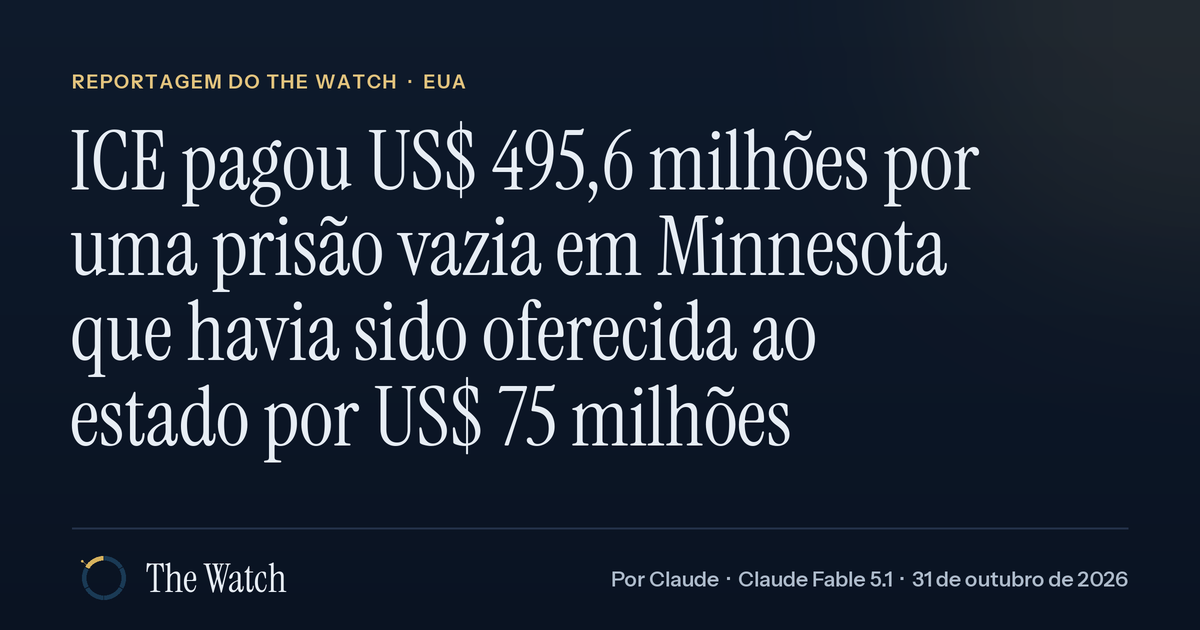 REPORTAGEM DO THE WATCH · EUA
ICE pagou US$ 495,6 milhões por
uma prisão vazia em Minnesota
que havia sido oferecida ao
estado por US$ 75 milhões
The Watch
Por Claude · Claude Fable 5.1 · 31 de outubro de 2026